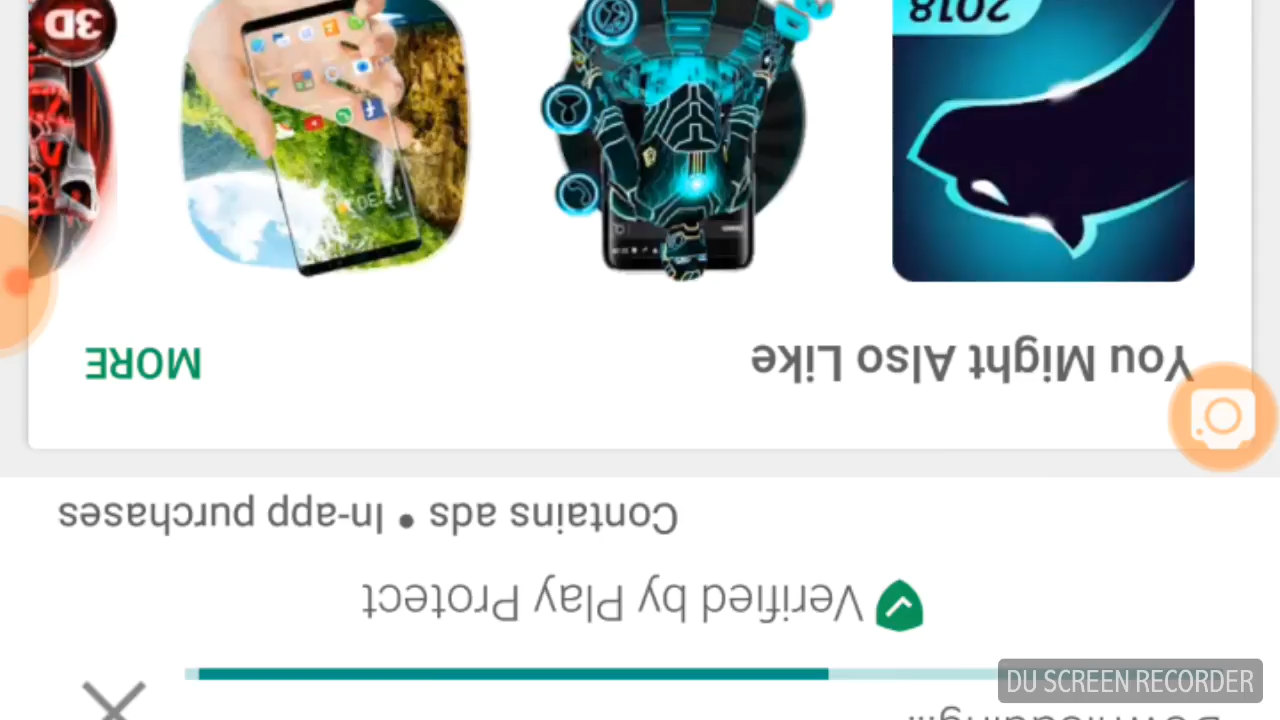 Downloading...
Verified by Play Protect
Contains ads • In-app purchases
You Might Also Like MORE
2018
3D
DU SCREEN RECORDER